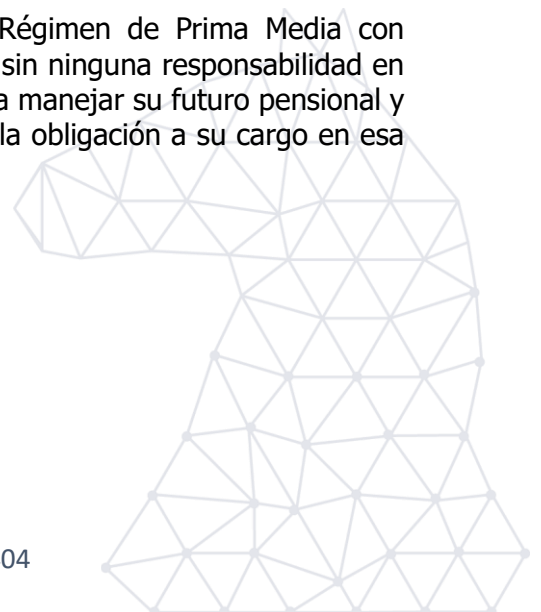 Régimen de Prima Media con
sin ninguna responsabilidad en
a manejar su futuro pensional y
la obligación a su cargo en esa
04